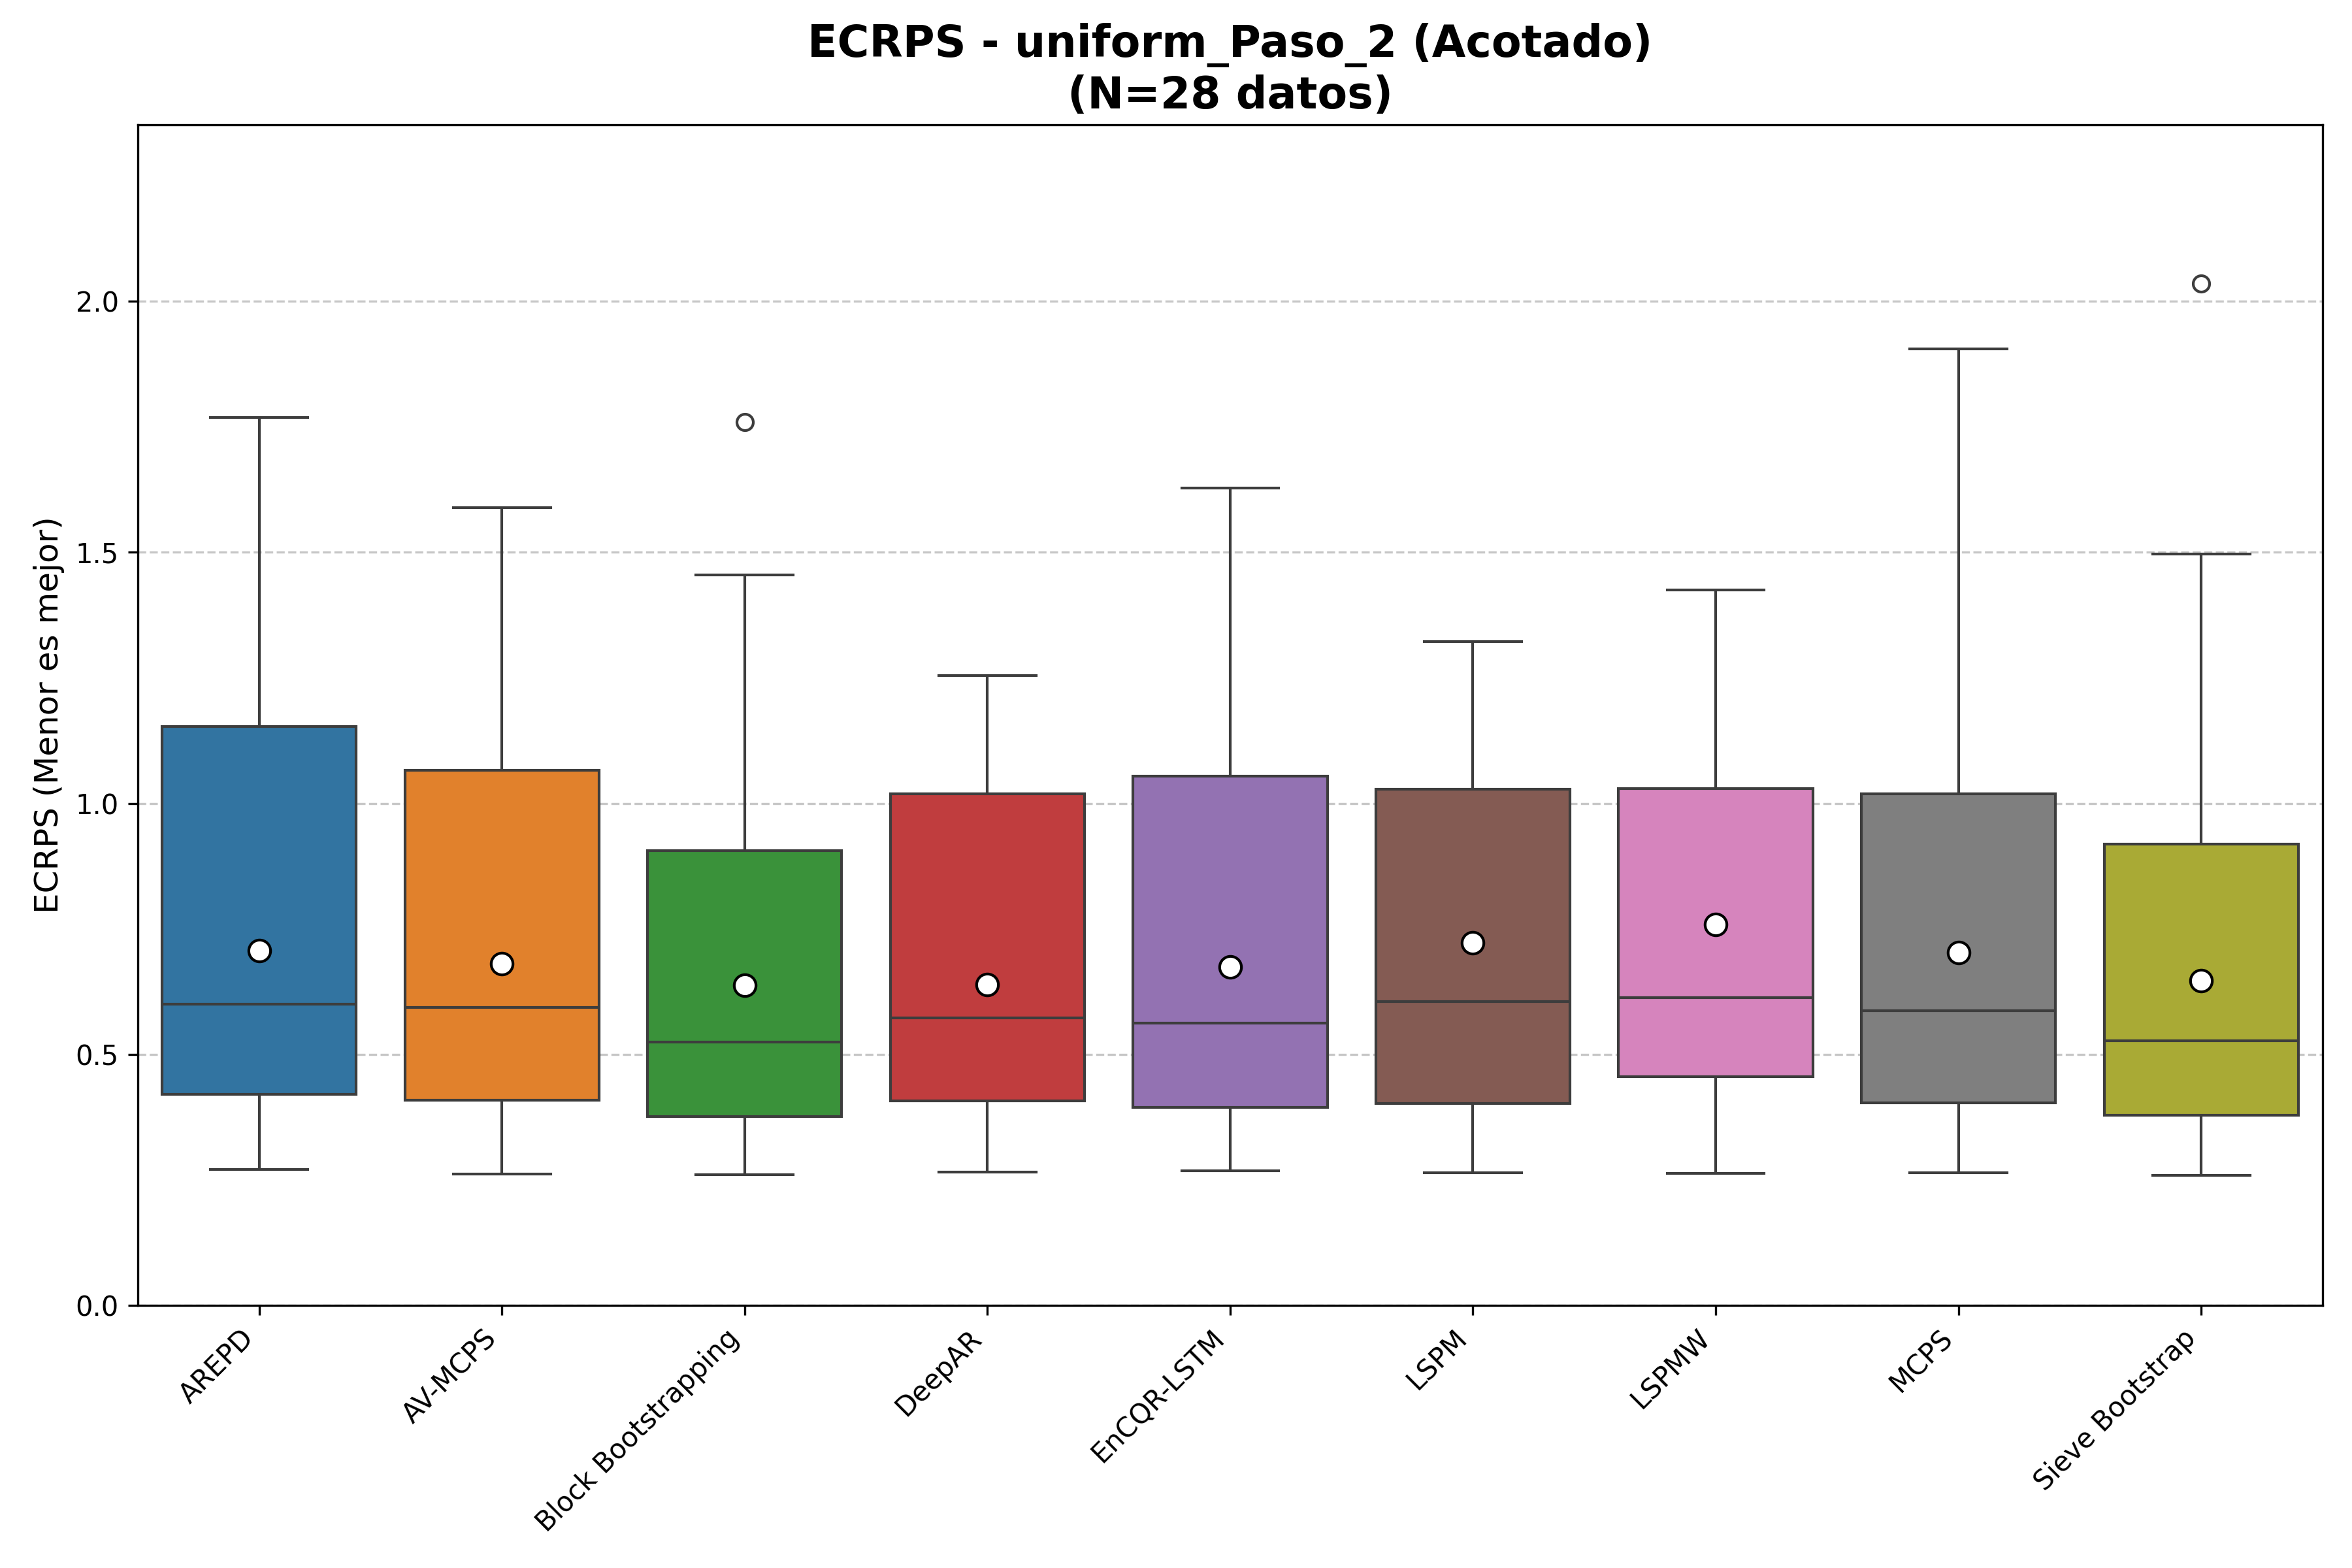 ECRPS - uniform_Paso_2 (Acotado)
(N=28 datos)
ECRPS (Menor es mejor)
2.0
1.5
1.0
0.5
0.0
AREPD
AV-MCPS
Block Bootstrapping
DeepAR
EnCQR-LSTM
LSPM
LSPMW
MCPS
Sieve Bootstrap